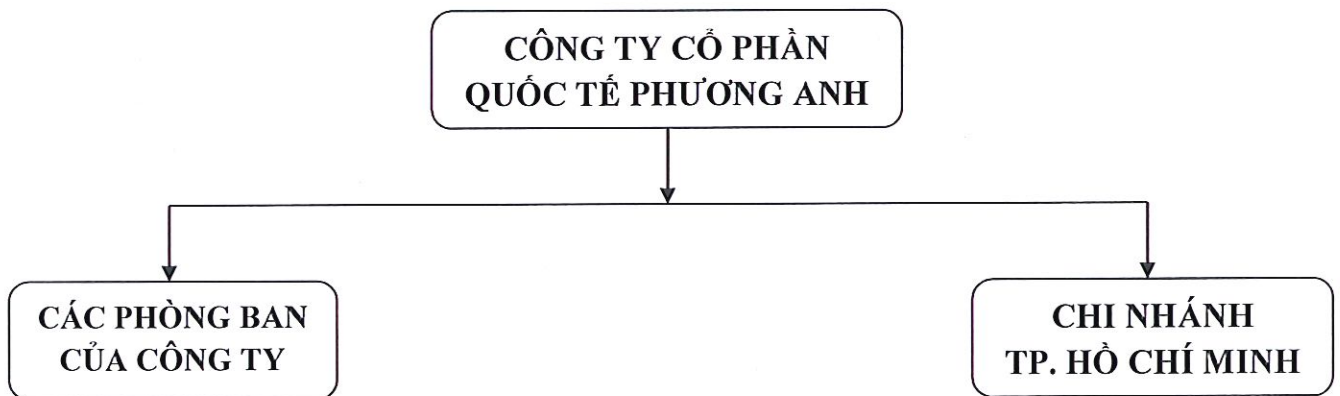 CÔNG TY CỔ PHẦN
QUỐC TẾ PHƯƠNG ANH
CÁC PHÒNG BAN
CỦA CÔNG TY
CHI NHÁNH
TP. HỒ CHÍ MINH